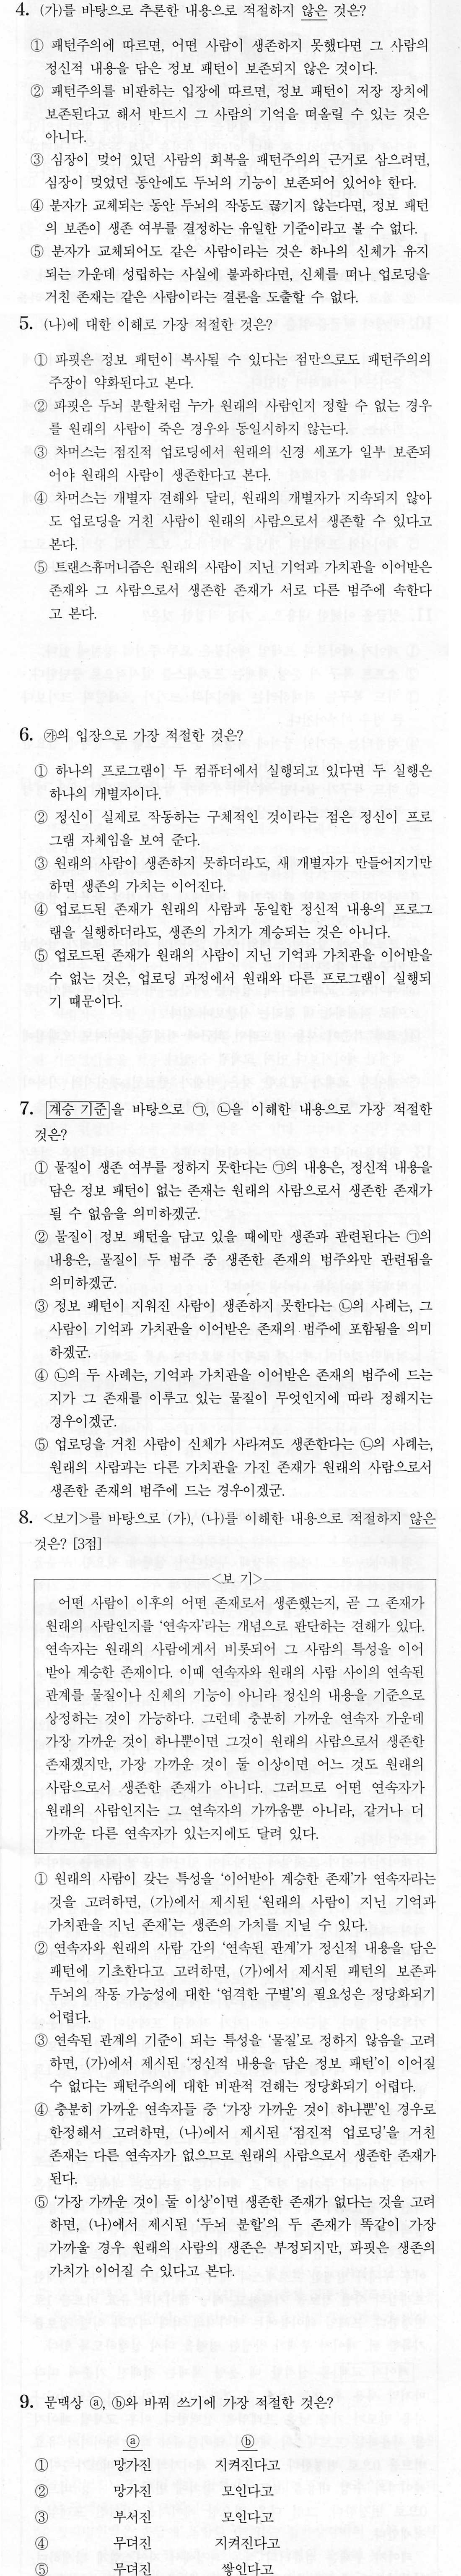 4. (가)를 바탕으로 추론한 내용으로 적절하지 않은 것은?
① 패턴주의에 따르면, 어떤 사람이 생존하지 못했다면 그 사람의
정신적 내용을 담은 정보 패턴이 보존되지 않은 것이다.
② 패턴주의를 비판하는 입장에 따르면, 정보 패턴이 저장 장치에
보존된다고 해서 반드시 그 사람의 기억을 떠올릴 수 있는 것은
아니다.
③ 심장이 멎어 있던 사람의 회복을 패턴주의의 근거로 삼으려면,
심장이 멎었던 동안에도 두뇌의 기능이 보존되어 있어야 한다.
④ 분자가 교체되는 동안 두뇌의 작동도 끊기지 않는다면, 정보 패턴
의 보존이 생존 여부를 결정하는 유일한 기준이라고 볼 수 없다.
⑤ 분자가 교체되어도 같은 사람이라는 것은 하나의 신체가 유지
되는 가운데 성립하는 사실에 불과하다면, 신체를 떠나 업로딩을
거친 존재는 같은 사람이라는 결론을 도출할 수 없다.
5. (나)에 대한 이해로 가장 적절한 것은?
① 파핏은 정보 패턴이 복사될 수 있다는 점만으로도 패턴주의의
주장이 약화된다고 본다.
② 파핏은 두뇌 분할처럼 누가 원래의 사람인지 정할 수 없는 경우
를 원래의 사람이 죽은 경우와 동일시하지 않는다.
③ 차머스는 점진적 업로딩에서 원래의 신경 세포가 일부 보존되
어야 원래의 사람이 생존한다고 본다.
④ 차머스는 개별자 견해와 달리, 원래의 개별자가 지속되지 않아
도 업로딩을 거친 사람이 원래의 사람으로서 생존할 수 있다고
본다.
⑤ 트랜스휴머니즘은 원래의 사람이 지닌 기억과 가치관을 이어받은
존재와 그 사람으로서 생존한 존재가 서로 다른 범주에 속한다
고 본다.
6. ㉮의 입장으로 가장 적절한 것은?
① 하나의 프로그램이 두 컴퓨터에서 실행되고 있다면 두 실행은
하나의 개별자이다.
② 정신이 실제로 작동하는 구체적인 것이라는 점은 정신이 프로
그램 자체임을 보여 준다.
③ 원래의 사람이 생존하지 못하더라도, 새 개별자가 만들어지기만
하면 생존의 가치는 이어진다.
④ 업로드된 존재가 원래의 사람과 동일한 정신적 내용의 프로그
램을 실행하더라도, 생존의 가치가 계승되는 것은 아니다.
⑤ 업로드된 존재가 원래의 사람이 지닌 기억과 가치관을 이어받을
수 없는 것은, 업로딩 과정에서 원래와 다른 프로그램이 실행되
기 때문이다.
7. 계승 기준을 바탕으로 ㉠, ㉡을 이해한 내용으로 가장 적절한
것은?
① 물질이 생존 여부를 정하지 못한다는 ㉠의 내용은, 정신적 내용을
담은 정보 패턴이 없는 존재는 원래의 사람으로서 생존한 존재가
될 수 없음을 의미하겠군.
② 물질이 정보 패턴을 담고 있을 때에만 생존과 관련된다는 ㉠의
내용은, 물질이 두 범주 중 생존한 존재의 범주와만 관련됨을
의미하겠군.
③ 정보 패턴이 지워진 사람이 생존하지 못한다는 ㉡의 사례는, 그
사람이 기억과 가치관을 이어받은 존재의 범주에 포함됨을 의미
하겠군.
④ ㉡의 두 사례는, 기억과 가치관을 이어받은 존재의 범주에 드는
지가 그 존재를 이루고 있는 물질이 무엇인지에 따라 정해지는
경우이겠군.
⑤ 업로딩을 거친 사람이 신체가 사라져도 생존한다는 ㉡의 사례는,
원래의 사람과는 다른 가치관을 가진 존재가 원래의 사람으로서
생존한 존재의 범주에 드는 경우이겠군.
8. <보기>를 바탕으로 (가), (나)를 이해한 내용으로 적절하지 않은
것은? [3점]
<보 기>
어떤 사람이 이후의 어떤 존재로서 생존했는지, 곧 그 존재가
원래의 사람인지를 ‘연속자’라는 개념으로 판단하는 견해가 있다.
연속자는 원래의 사람에게서 비롯되어 그 사람의 특성을 이어
받아 계승한 존재이다. 이때 연속자와 원래의 사람 사이의 연속된
관계를 물질이나 신체의 기능이 아니라 정신의 내용을 기준으로
상정하는 것이 가능하다. 그런데 충분히 가까운 연속자 가운데
가장 가까운 것이 하나뿐이면 그것이 원래의 사람으로서 생존한
존재겠지만, 가장 가까운 것이 둘 이상이면 어느 것도 원래의
사람으로서 생존한 존재가 아니다. 그러므로 어떤 연속자가
원래의 사람인지는 그 연속자의 가까움뿐 아니라, 같거나 더
가까운 다른 연속자가 있는지에도 달려 있다.
① 원래의 사람이 갖는 특성을 ‘이어받아 계승한 존재’가 연속자라는
것을 고려하면, (가)에서 제시된 ‘원래의 사람이 지닌 기억과
가치관을 지닌 존재’는 생존의 가치를 지닐 수 있다.
② 연속자와 원래의 사람 간의 ‘연속된 관계’가 정신적 내용을 담은
패턴에 기초한다고 고려하면, (가)에서 제시된 패턴의 보존과
두뇌의 작동 가능성에 대한 ‘엄격한 구별’의 필요성은 정당화되기
어렵다.
③ 연속된 관계의 기준이 되는 특성을 ‘물질’로 정하지 않음을 고려
하면, (가)에서 제시된 ‘정신적 내용을 담은 정보 패턴’이 이어질
수 없다는 패턴주의에 대한 비판적 견해는 정당화되기 어렵다.
④ 충분히 가까운 연속자들 중 ‘가장 가까운 것이 하나뿐’인 경우로
한정해서 고려하면, (나)에서 제시된 ‘점진적 업로딩’을 거친
존재는 다른 연속자가 없으므로 원래의 사람으로서 생존한 존재가
된다.
⑤ ‘가장 가까운 것이 둘 이상’이면 생존한 존재가 없다는 것을 고려
하면, (나)에서 제시된 ‘두뇌 분할’의 두 존재가 똑같이 가장
가까울 경우 원래의 사람의 생존은 부정되지만, 파핏은 생존의
가치가 이어질 수 있다고 본다.
9. 문맥상 ⓐ, ⓑ와 바꿔 쓰기에 가장 적절한 것은?
ⓐ ⓑ
① 망가진 지켜진다고
② 망가진 모인다고
③ 부서진 모인다고
④ 무뎌진 지켜진다고
⑤ 무뎌진 쌓인다고